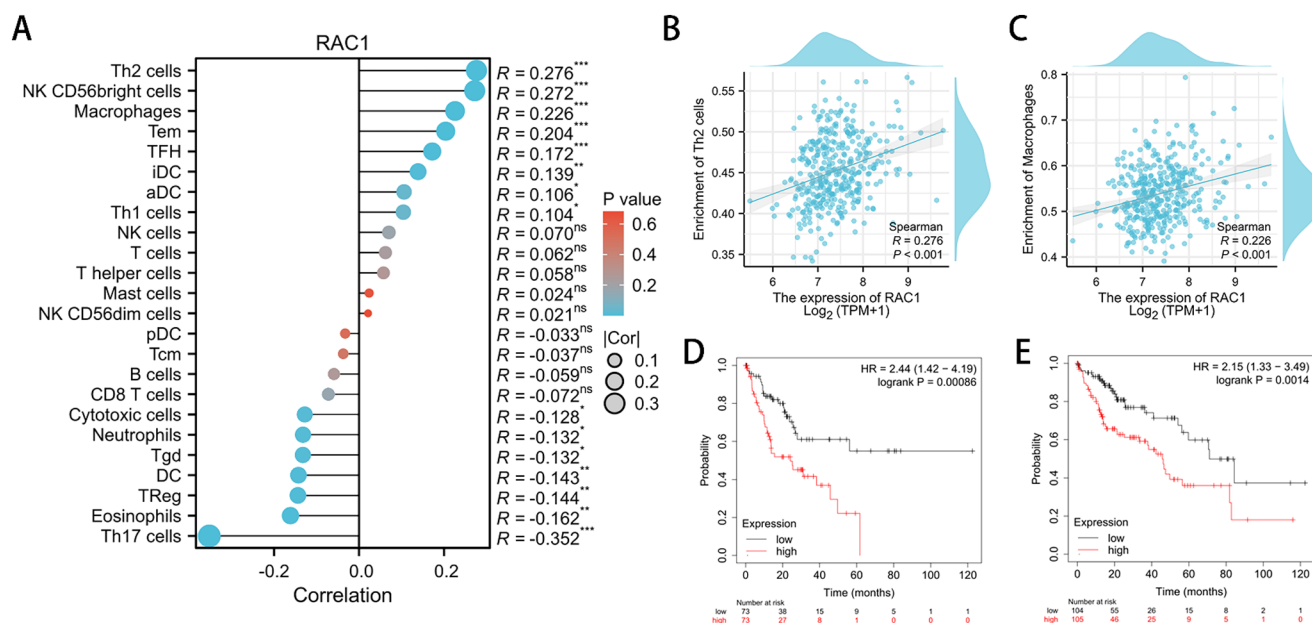 A
RAC1
Th2 cells R = 0.276***
NK CD56bright cells R = 0.272***
Macrophages R = 0.226***
Tem R = 0.204***
TFH R = 0.172***
iDC R = 0.139**
aDC R = 0.106*
Th1 cells R = 0.104*
NK cells R = 0.070ns
T cells R = 0.062ns
T helper cells R = 0.058ns
Mast cells R = 0.024ns
NK CD56dim cells R = 0.021ns
pDC R = -0.033ns
Tcm R = -0.037ns
B cells R = -0.059ns
CD8 T cells R = -0.072ns
Cytotoxic cells R = -0.128*
Neutrophils R = -0.132*
Tgd R = -0.132*
DC R = -0.143**
TReg R = -0.144**
Eosinophils R = -0.162**
Th17 cells R = -0.352***
-0.2 0.0 0.2
Correlation
P value
0.6
0.4
0.2
|Cor|
0.1
0.2
0.3
B
Enrichment of Th2 cells
0.55
0.50
0.45
0.40
0.35
Spearman
R = 0.276
P < 0.001
6 7 8 9
The expression of RAC1
Log2 (TPM+1)
C
Enrichment of Macrophages
0.8
0.7
0.6
0.5
0.4
Spearman
R = 0.226
P < 0.001
6 7 8 9
The expression of RAC1
Log2 (TPM+1)
D
HR = 2.44 (1.42 − 4.19)
logrank P = 0.00086
Probability
1.0
0.8
0.6
0.4
0.2
0.0
Expression
low
high
0 20 40 60 80 100 120
Time (months)
Number at risk
low 73 38 15 9 5 1 1
high 73 27 8 1 0 0 0
E
HR = 2.15 (1.33 − 3.49)
logrank P = 0.0014
Probability
1.0
0.8
0.6
0.4
0.2
0.0
Expression
low
high
0 20 40 60 80 100 120
Time (months)
Number at risk
low 104 55 26 15 8 2 1
high 105 46 25 9 5 1 0